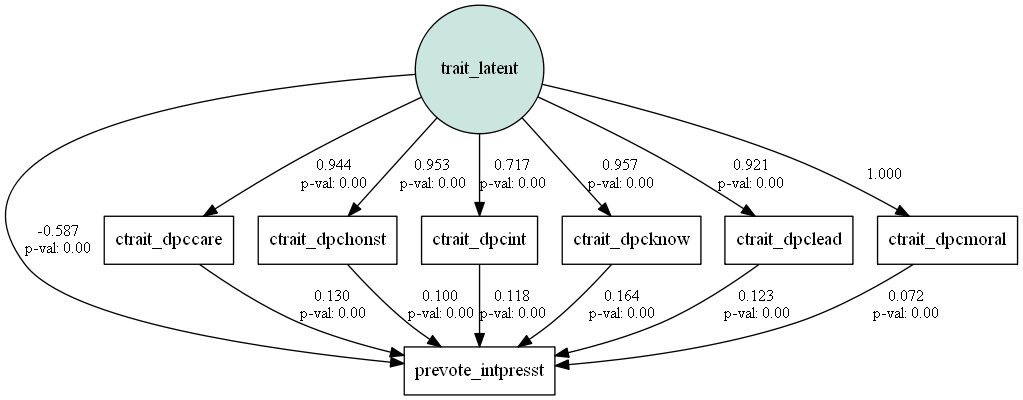 trait_latent
0.944
p-val: 0.00
0.953
p-val: 0.00
0.717
p-val: 0.00
0.957
p-val: 0.00
0.921
p-val: 0.00
1.000
-0.587
p-val: 0.00
ctrait_dpccare
ctrait_dpchonst
ctrait_dpcint
ctrait_dpcknow
ctrait_dpclead
ctrait_dpcmoral
0.130
p-val: 0.00
0.100
p-val: 0.00
0.118
p-val: 0.00
0.164
p-val: 0.00
0.123
p-val: 0.00
0.072
p-val: 0.00
prevote_intpresst